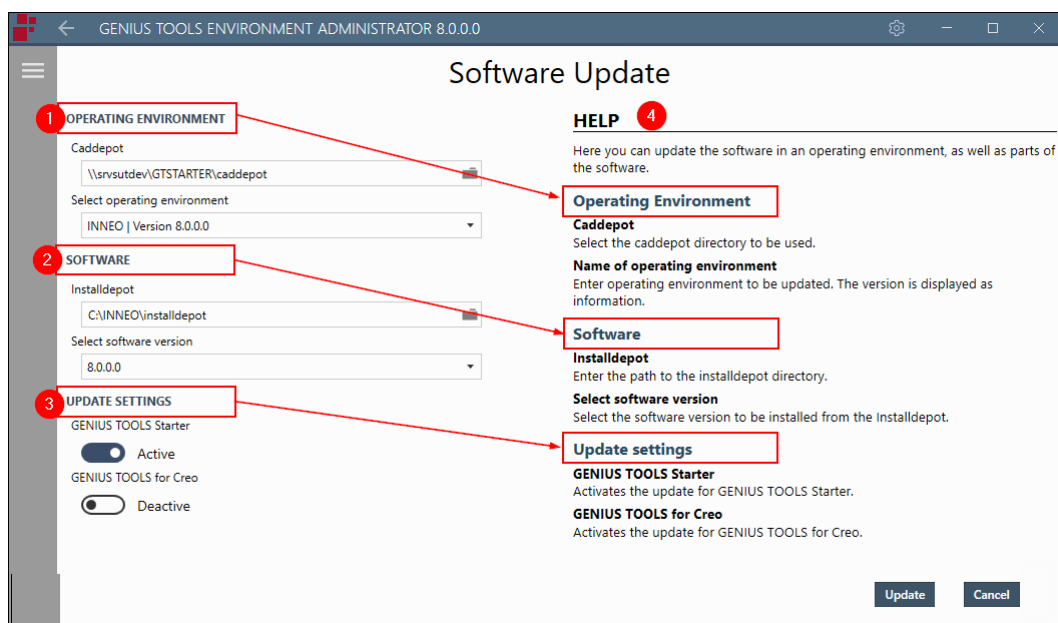 GENIUS TOOLS ENVIRONMENT ADMINISTRATOR 8.0.0.0
Software Update
1
OPERATING ENVIRONMENT
Caddepot
\\srvsutdev\GTSTARTER\caddepot
Select operating environment
INNEO | Version 8.0.0.0
2
SOFTWARE
Installdepot
C:\INNEO\installdepot
Select software version
8.0.0.0
3
UPDATE SETTINGS
GENIUS TOOLS Starter
Active
GENIUS TOOLS for Creo
Deactive
HELP
4
Here you can update the software in an operating environment, as well as parts of
the software.
Operating Environment
Caddepot
Select the caddepot directory to be used.
Name of operating environment
Enter operating environment to be updated. The version is displayed as
information.
Software
Installdepot
Enter the path to the installdepot directory.
Select software version
Select the software version to be installed from the Installdepot.
Update settings
GENIUS TOOLS Starter
Activates the update for GENIUS TOOLS Starter.
GENIUS TOOLS for Creo
Activates the update for GENIUS TOOLS for Creo.
Update
Cancel